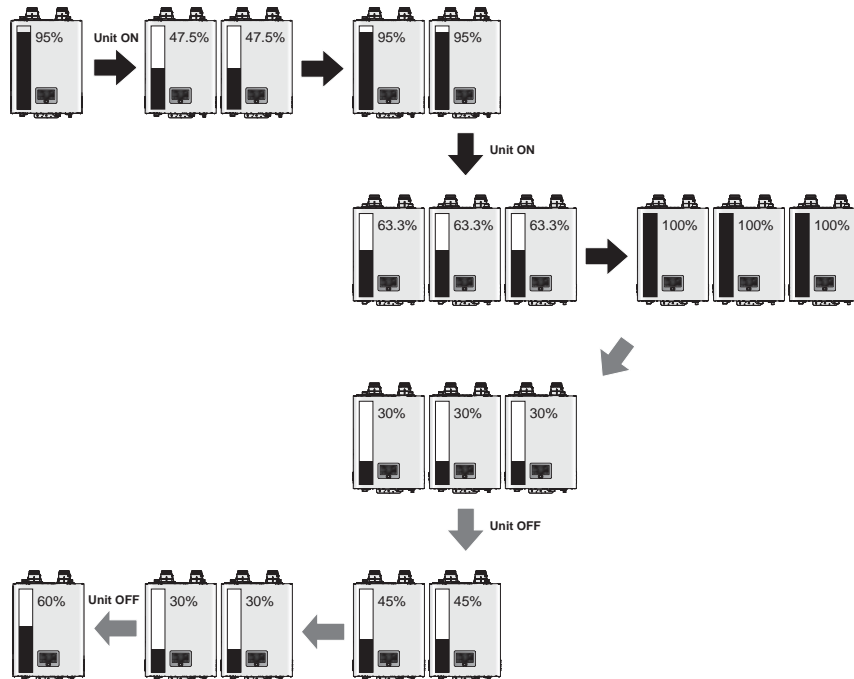 95% Unit ON 47.5% 47.5% 95% 95%
Unit ON
63.3% 63.3% 63.3% 100% 100% 100%
30% 30% 30%
Unit OFF
60% Unit OFF 30% 30% 45% 45%